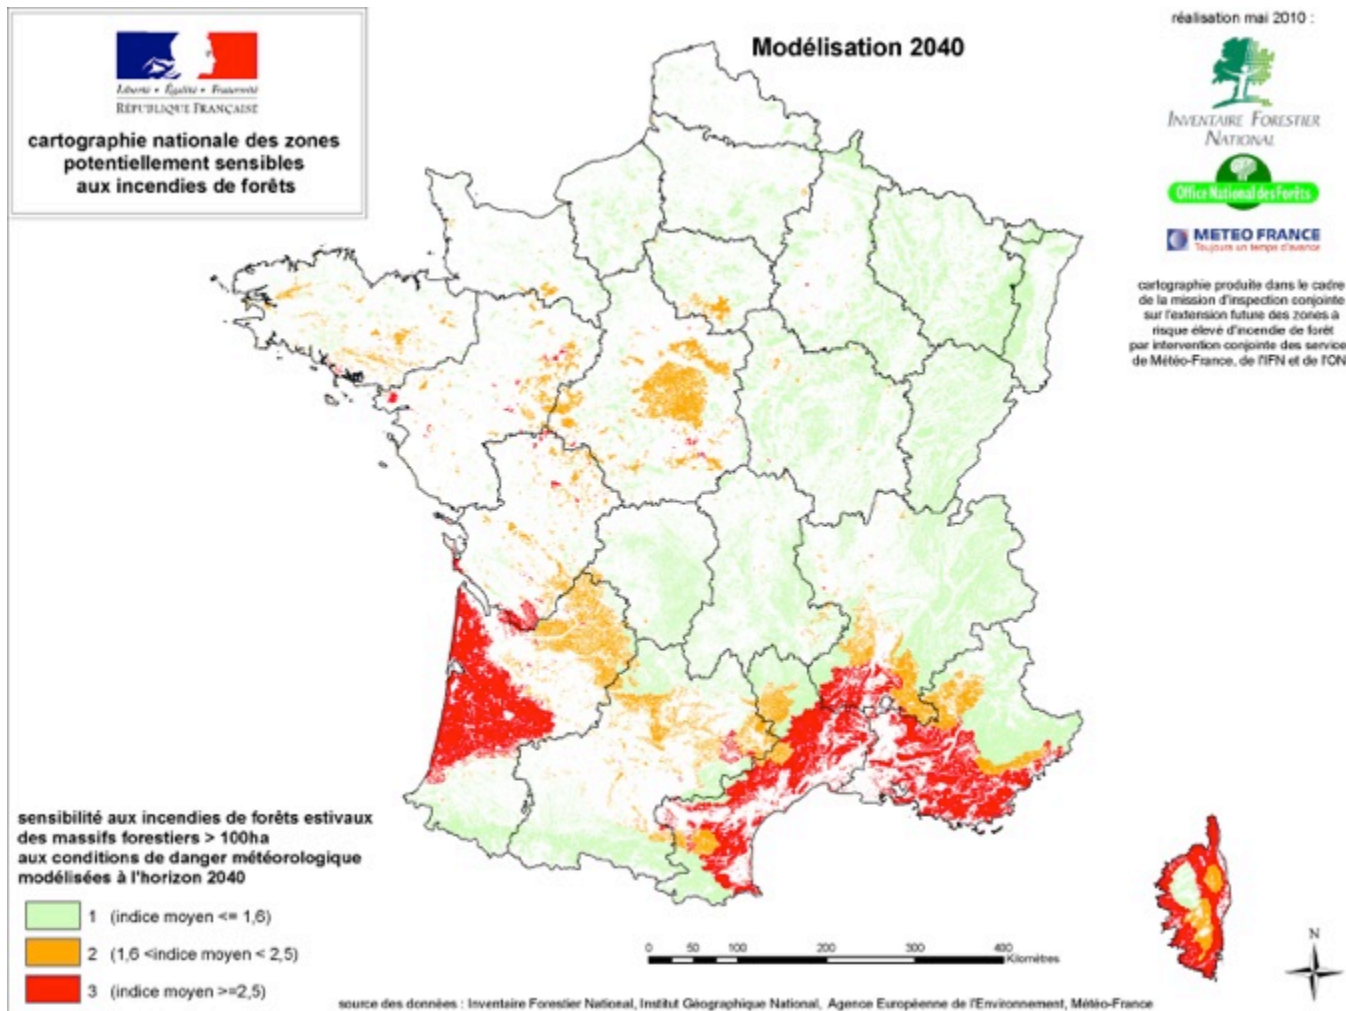 Liberté • Égalité • Fraternité
RÉPUBLIQUE FRANÇAISE
cartographie nationale des zones
potentiellement sensibles
aux incendies de forêts
Modélisation 2040
réalisation mai 2010 :
INVENTAIRE FORESTIER
NATIONAL
Office National des Forêts
METEO FRANCE
Toujours un temps d'avance
cartographie produite dans le cadre
de la mission d'inspection conjointe
sur l'extension future des zones à
risque élevé d'incendie de forêt
par intervention conjointe des service
de Météo-France, de l'IFN et de l'ON
sensibilité aux incendies de forêts estivaux
des massifs forestiers > 100ha
aux conditions de danger météorologique
modélisées à l'horizon 2040
1 (indice moyen <= 1,6)
2 (1,6 <indice moyen < 2,5)
3 (indice moyen >=2,5)
0 50 100 200 300 400
Kilomètres
N
source des données : Inventaire Forestier National, Institut Géographique National, Agence Européenne de l'Environnement, Météo-France